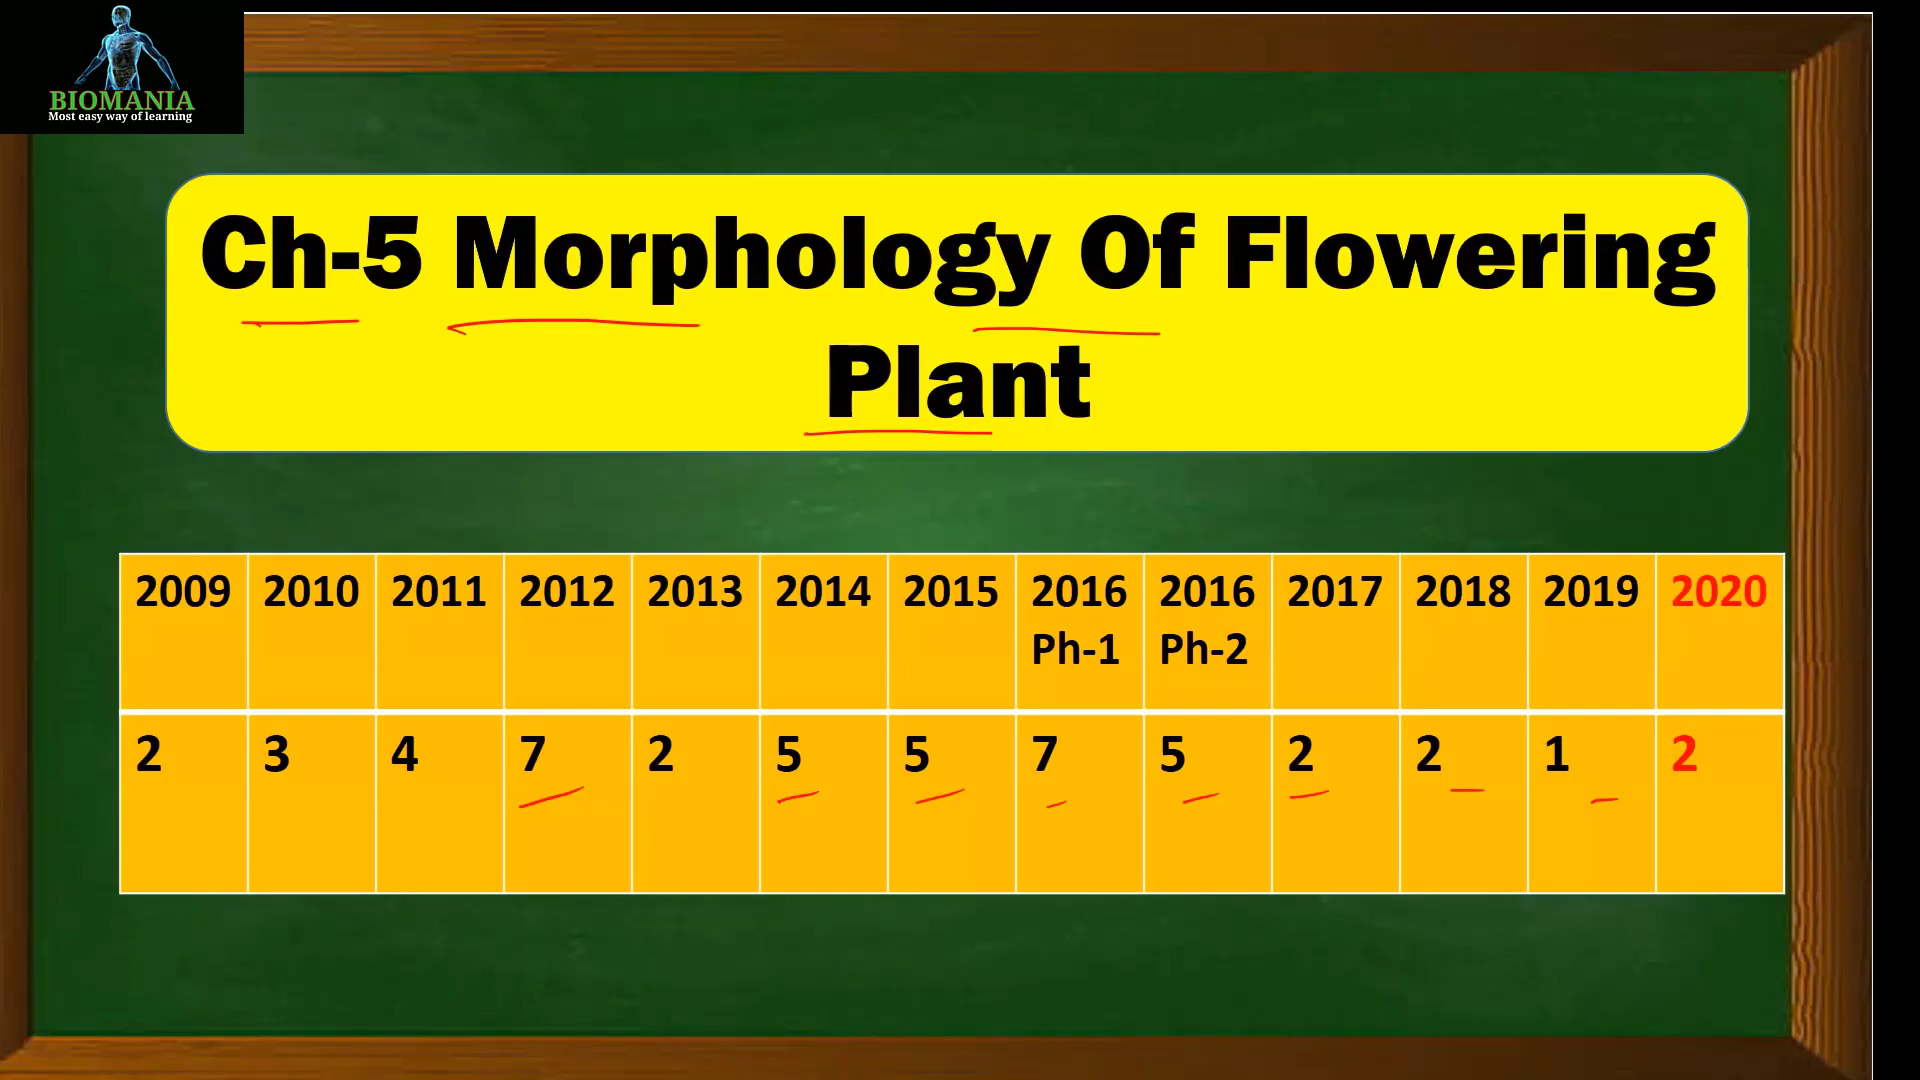 BIOMANIA
Most easy way of learning
Ch-5 Morphology Of Flowering
Plant
2009 2010 2011 2012 2013 2014 2015 2016 Ph-1 2016 Ph-2 2017 2018 2019 2020
2 3 4 7 2 5 5 7 5 2 2 1 2